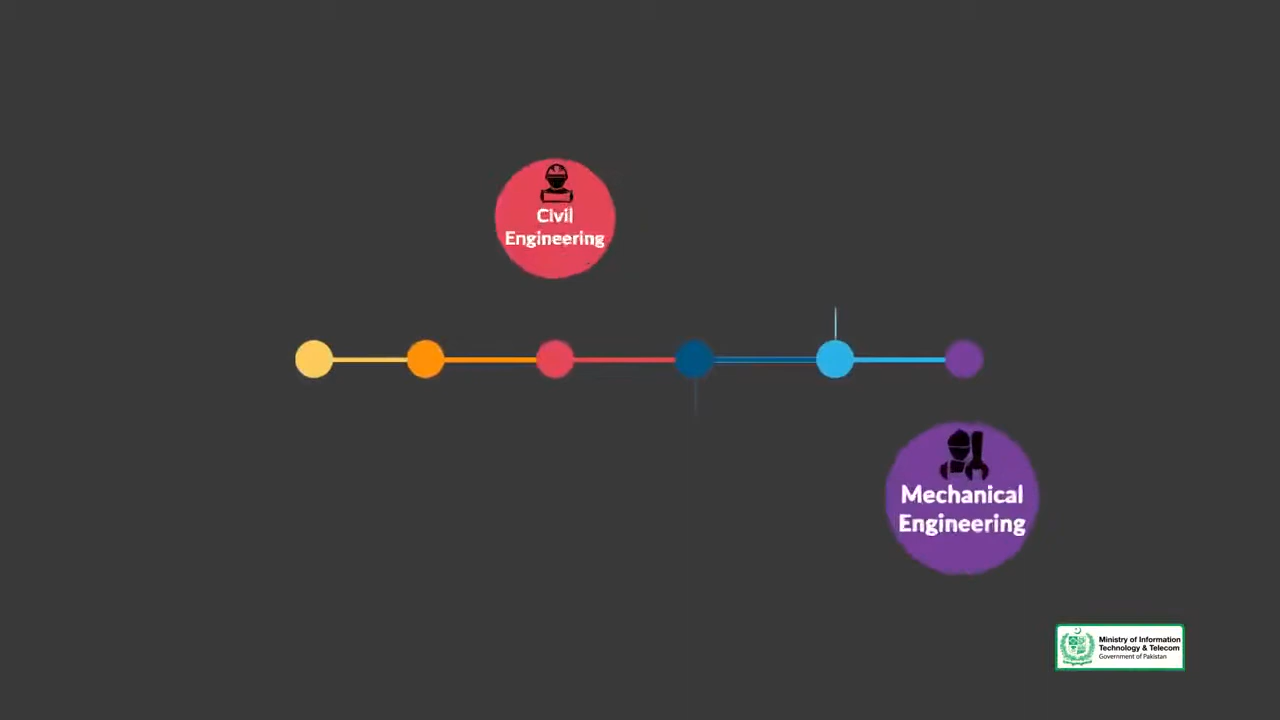 Civil
Engineering
Mechanical
Engineering
Ministry of Information
Technology & Telecom
Government of Pakistan